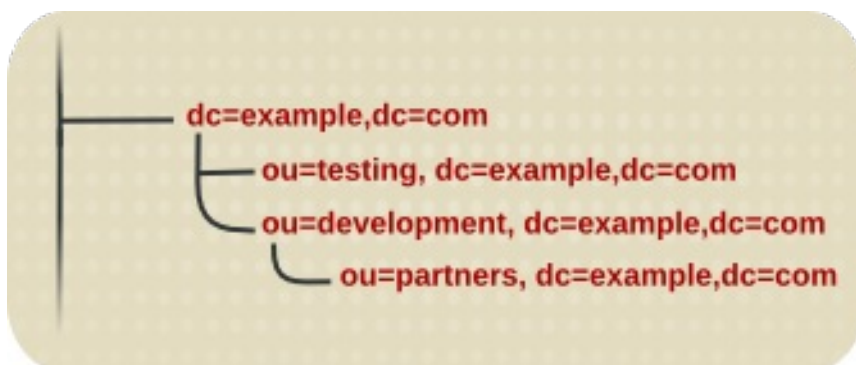 dc=example,dc=com
ou=testing, dc=example,dc=com
ou=development, dc=example,dc=com
ou=partners, dc=example,dc=com